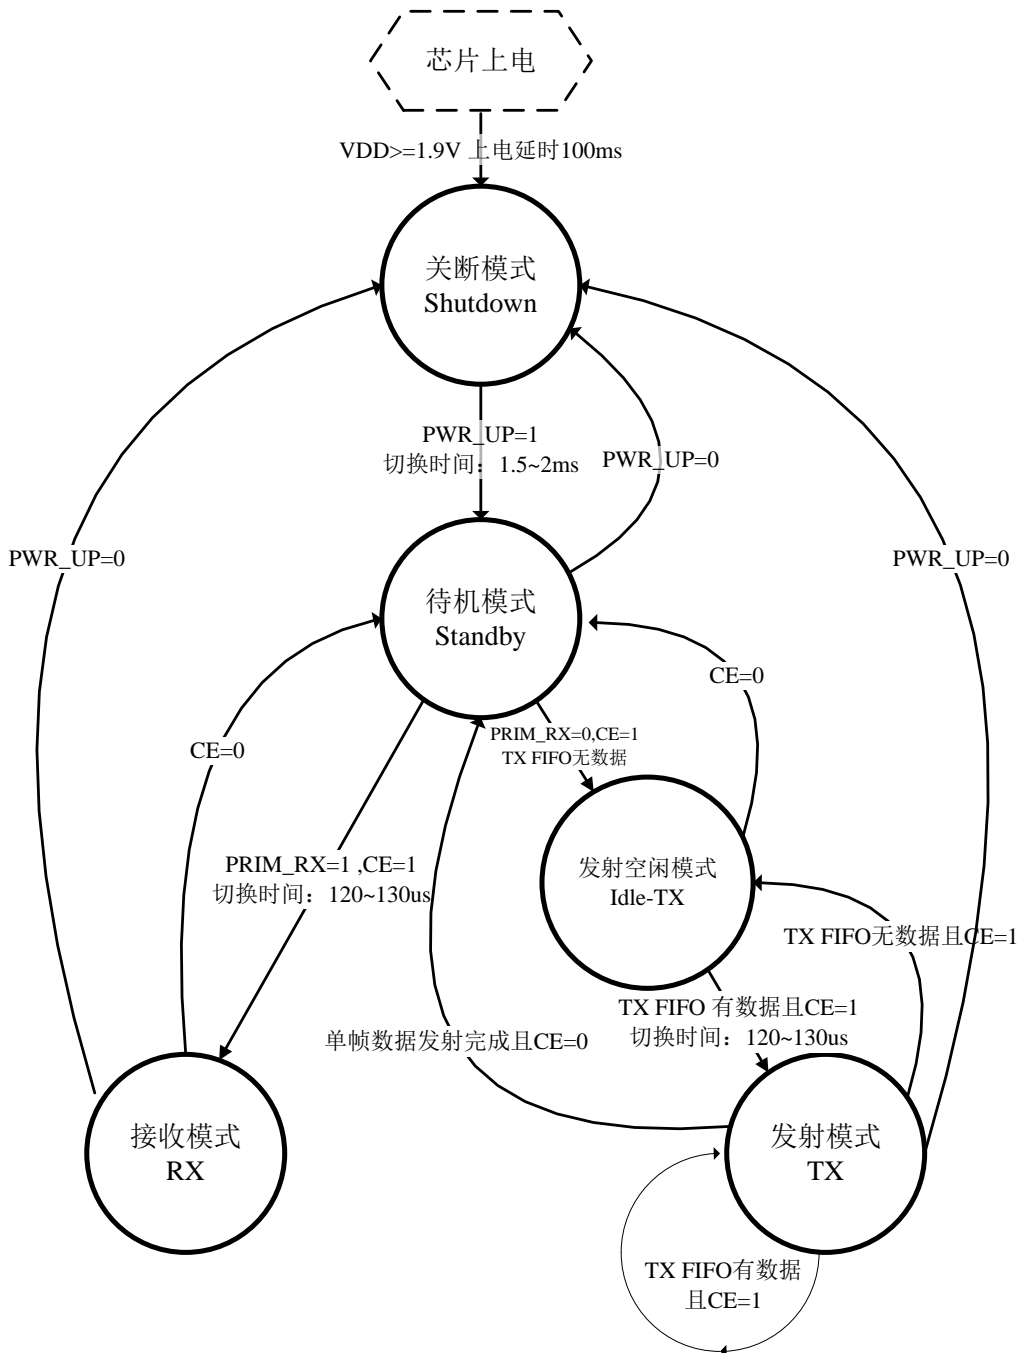 芯片上电
VDD>=1.9V 上电延时100ms
关断模式
Shutdown
PWR_UP=1
切换时间：1.5~2ms
PWR_UP=0
PWR_UP=0
PWR_UP=0
待机模式
Standby
CE=0
CE=0
PRIM_RX=0,CE=1
TX FIFO无数据
PRIM_RX=1 ,CE=1
切换时间：120~130us
发射空闲模式
Idle-TX
TX FIFO无数据且CE=1
TX FIFO 有数据且CE=1
切换时间：120~130us
单帧数据发射完成且CE=0
接收模式
RX
发射模式
TX
TX FIFO有数据
且CE=1